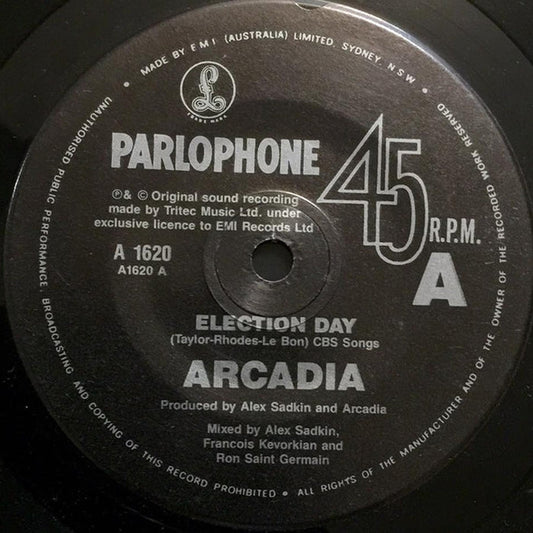 MADE BY E M I (AUSTRALIA) LIMITED, SYDNEY, N.S.W.
£
TRADE MARK
PARLOPHONE
45
R.P.M.
℗& © Original sound recording
made by Tritec Music Ltd. under
exclusive licence to EMI Records Ltd
A 1620
A1620 A
A
ELECTION DAY
(Taylor-Rhodes-Le Bon) CBS Songs
ARCADIA
Produced by Alex Sadkin and Arcadia
Mixed by Alex Sadkin,
Francois Kevorkian and
Ron Saint Germain
UNAUTHORISED PUBLIC PERFORMANCE, BROADCASTING AND COPYING OF THIS RECORD PROHIBITED • ALL RIGHTS OF THE MANUFACTURER AND OF THE OWNER OF THE RECORDED WORK RESERVED